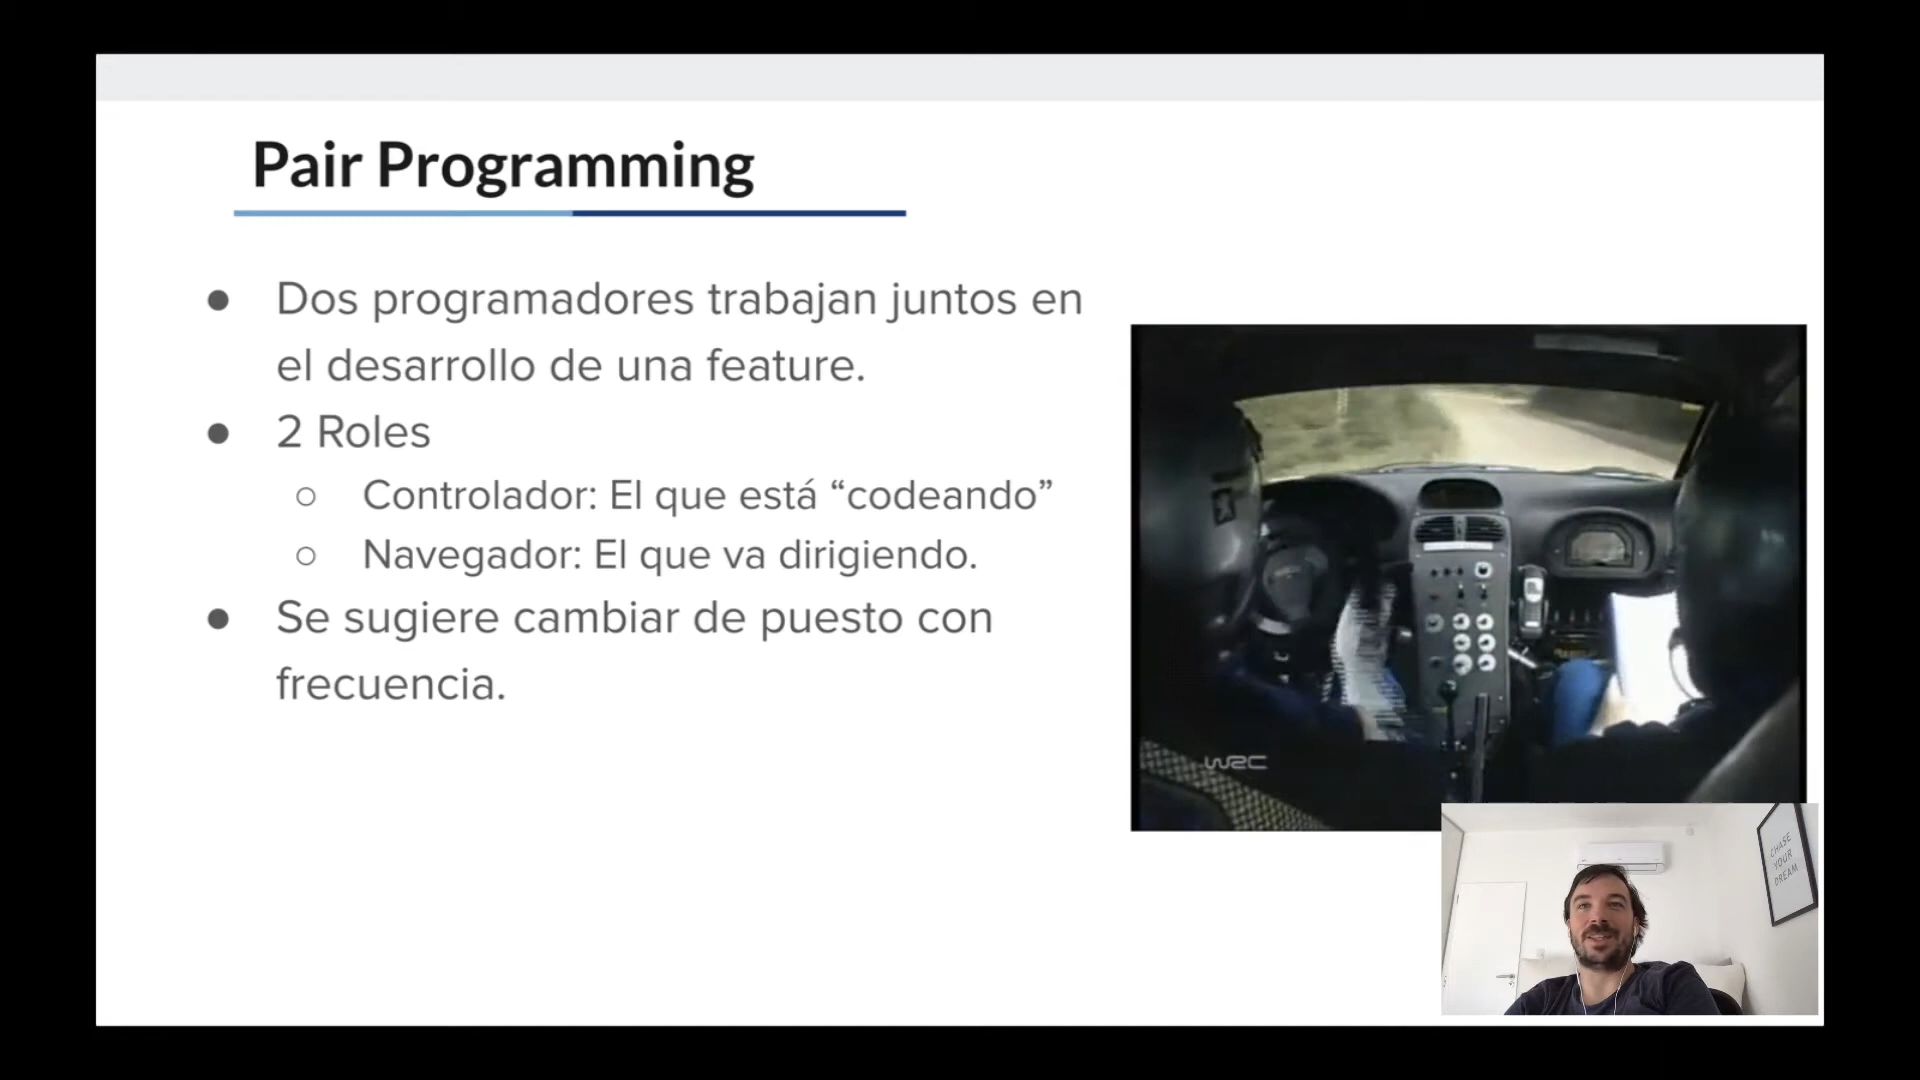 Pair Programming
● Dos programadores trabajan juntos en
el desarrollo de una feature.
● 2 Roles
○ Controlador: El que está “codeando”
○ Navegador: El que va dirigiendo.
● Se sugiere cambiar de puesto con
frecuencia.
WRC
CHASE
YOUR
DREAM